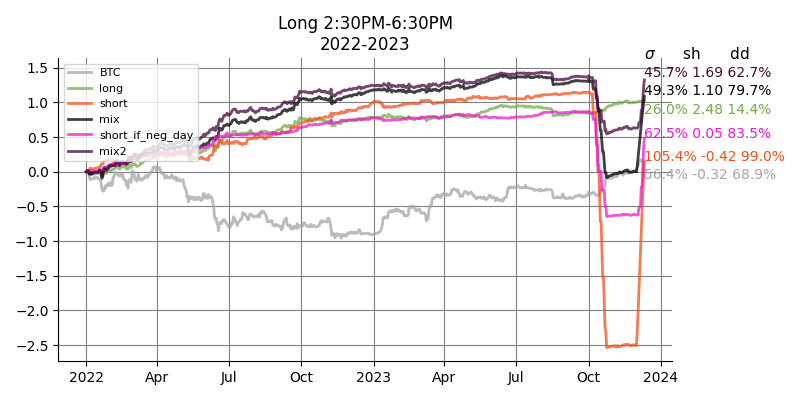 Long 2:30PM-6:30PM
2022-2023
σ sh dd
45.7% 1.69 62.7%
49.3% 1.10 79.7%
26.0% 2.48 14.4%
62.5% 0.05 83.5%
105.4% -0.42 99.0%
56.4% -0.32 68.9%
BTC
long
short
mix
short_if_neg_day
mix2
1.5
1.0
0.5
0.0
−0.5
−1.0
−1.5
−2.0
−2.5
2022 Apr Jul Oct 2023 Apr Jul Oct 2024